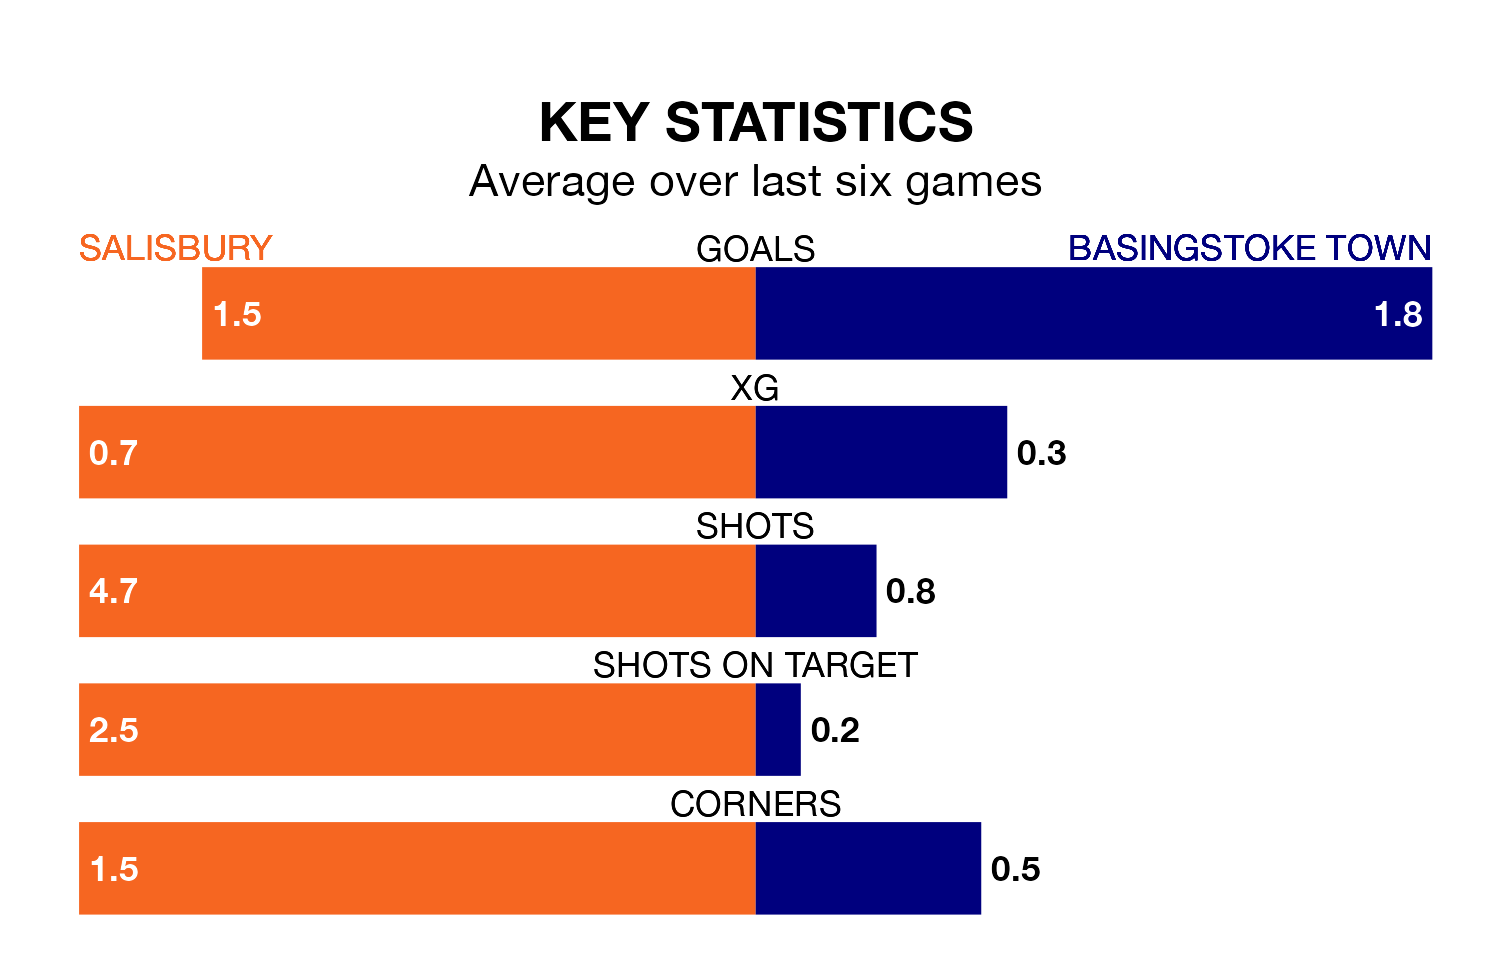 KEY STATISTICS
Average over last six games
SALISBURY GOALS BASINGSTOKE TOWN
1.5 1.8
XG
0.7 0.3
SHOTS
4.7 0.8
SHOTS ON TARGET
2.5 0.2
CORNERS
1.5 0.5